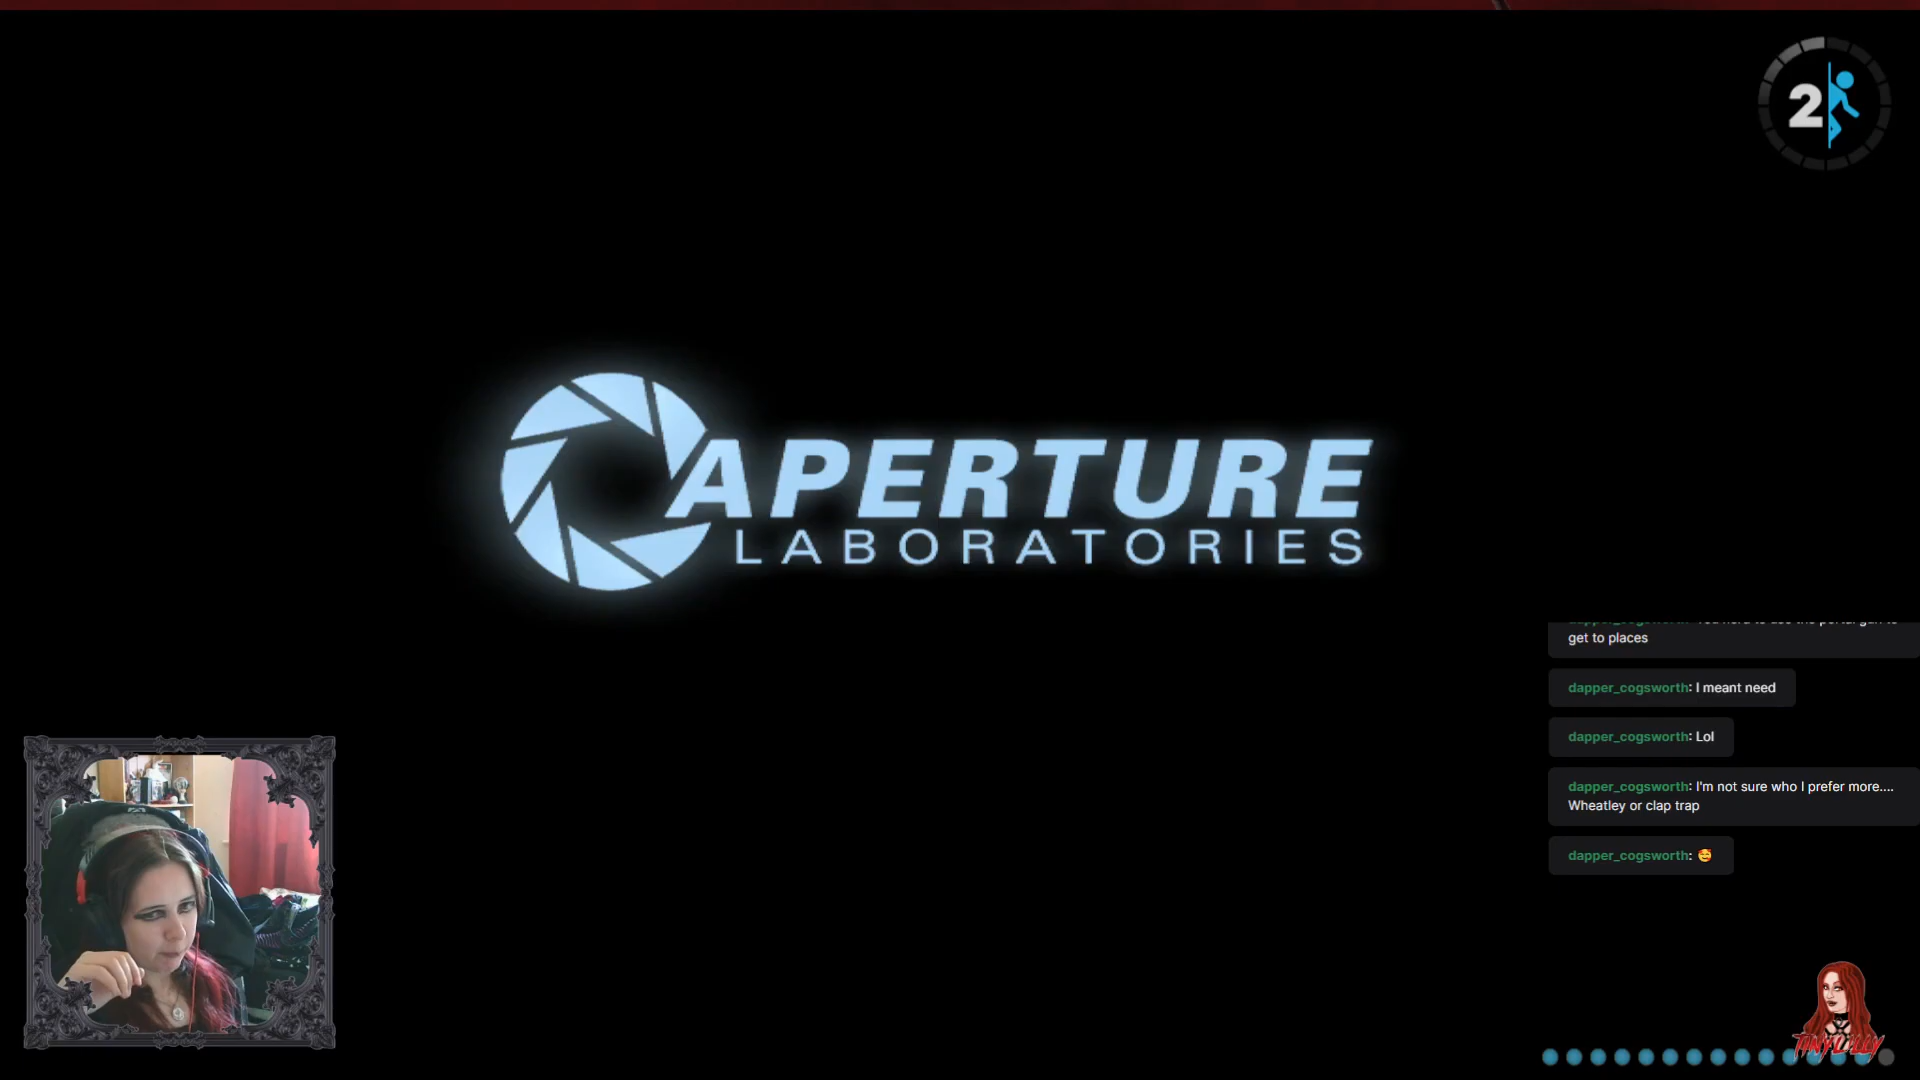 2
APERTURE
LABORATORIES
get to places
dapper_cogsworth: I meant need
dapper_cogsworth: Lol
dapper_cogsworth: I'm not sure who I prefer more....
Wheatley or clap trap
dapper_cogsworth: 🥰
TINYLILLY